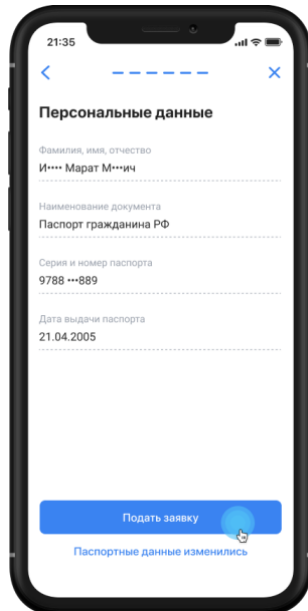 21:35
Персональные данные
Фамилия, имя, отчество
И•••• Марат М•••ич
Наименование документа
Паспорт гражданина РФ
Серия и номер паспорта
9788 •••889
Дата выдачи паспорта
21.04.2005
Подать заявку
Паспортные данные изменились